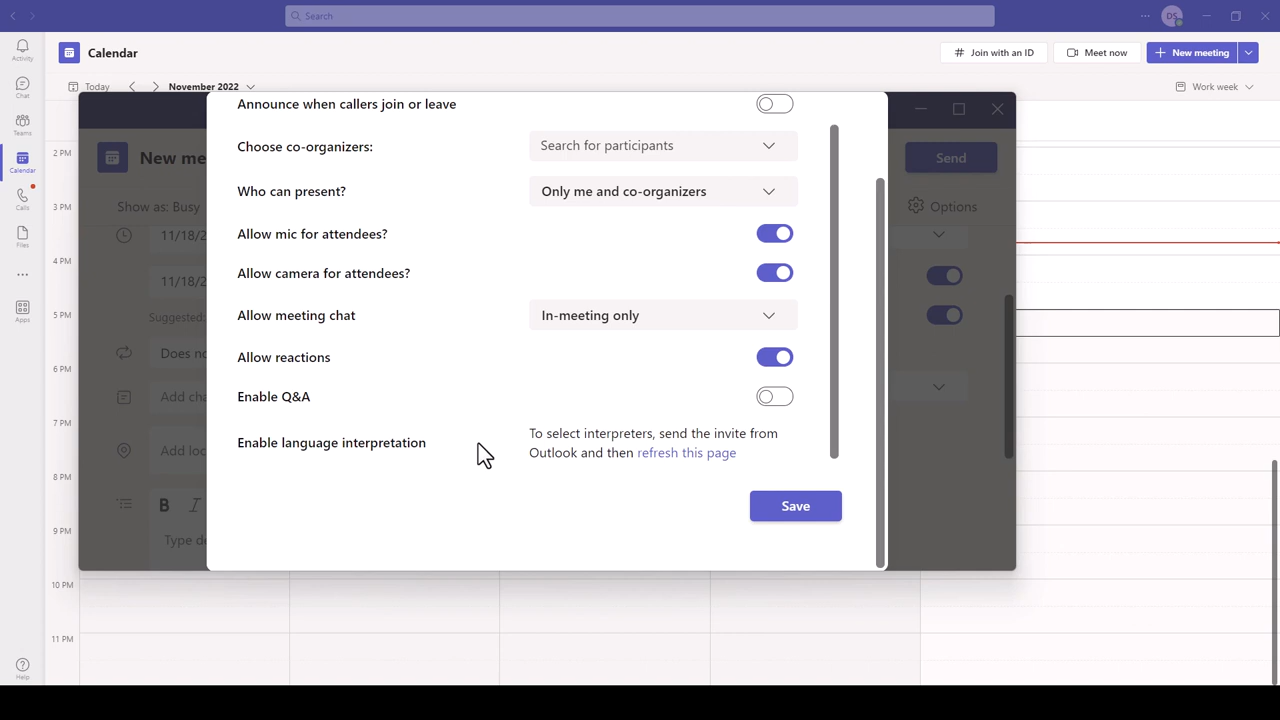 Search
DS
Activity
Chat
Teams
Calendar
Calls
Files
Apps
Help
Calendar
Join with an ID
Meet now
New meeting
Today
November 2022
Work week
2 PM
3 PM
4 PM
5 PM
6 PM
7 PM
8 PM
9 PM
10 PM
11 PM
New me
Send
Show as: Busy
Options
11/18/2
11/18/2
Suggested:
Does no
Add cha
Add loc
B I
Type de
Announce when callers join or leave
Choose co-organizers:
Search for participants
Who can present?
Only me and co-organizers
Allow mic for attendees?
Allow camera for attendees?
Allow meeting chat
In-meeting only
Allow reactions
Enable Q&A
Enable language interpretation
To select interpreters, send the invite from
Outlook and then refresh this page
Save